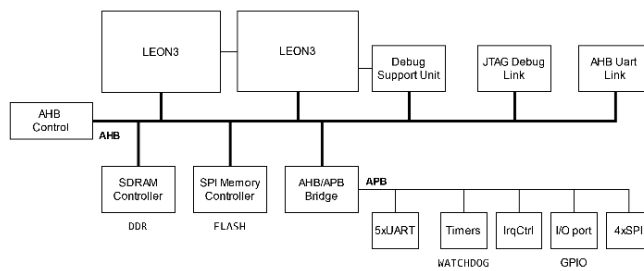 LEON3
LEON3
Debug
Support Unit
JTAG Debug
Link
AHB Uart
Link
AHB
Control
AHB
SDRAM
Controller
SPI Memory
Controller
AHB/APB
Bridge
APB
DDR
FLASH
5xUART
Timers
IrqCtrl
I/O port
4xSPI
WATCHDOG
GPIO